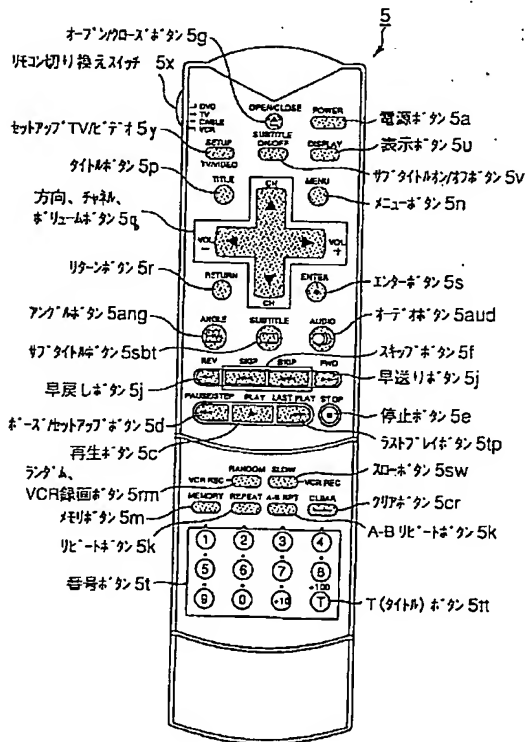 5
オープン/クローズボタン 5g
リモコン切り換えスイッチ 5x
DVD
TV
CABLE
VCR
OPEN/CLOSE
POWER
電源ボタン 5a
セットアップTV/ビデオ 5y
SETUP
TV/VIDEO
SUBTITLE
ON/OFF
DISPLAY
表示ボタン 5u
サブタイトルオン/オフボタン 5v
タイトルボタン 5p
TITLE
CH
MENU
メニューボタン 5n
方向、チャネル、
ボリュームボタン 5q
VOL
−
VOL
+
リターンボタン 5r
RETURN
CH
ENTER
エンターボタン 5s
アングルボタン 5ang
ANGLE
SUBTITLE
AUDIO
オーデオボタン 5aud
サブタイトルボタン 5sbt
スキップボタン 5f
REV
SKIP
SKIP
FWD
早戻しボタン 5j
早送りボタン 5j
PAUSE/STEP
PLAY
LAST PLAY
STOP
ポーズ/セットアップボタン 5d
停止ボタン 5e
再生ボタン 5c
ラストプレイボタン 5tp
ランダム、
VCR録画ボタン 5rm
VCR REC
RANDOM
SLOW
VCR REC
スローボタン 5sw
メモリボタン 5m
MEMORY
REPEAT
A-B RPT
CLEAR
クリアボタン 5cr
リピートボタン 5k
A-B リピートボタン 5k
1
2
3
4
5
6
7
8
番号ボタン 5t
+100
9
0
+10
T
T(タイトル) ボタン 5tt